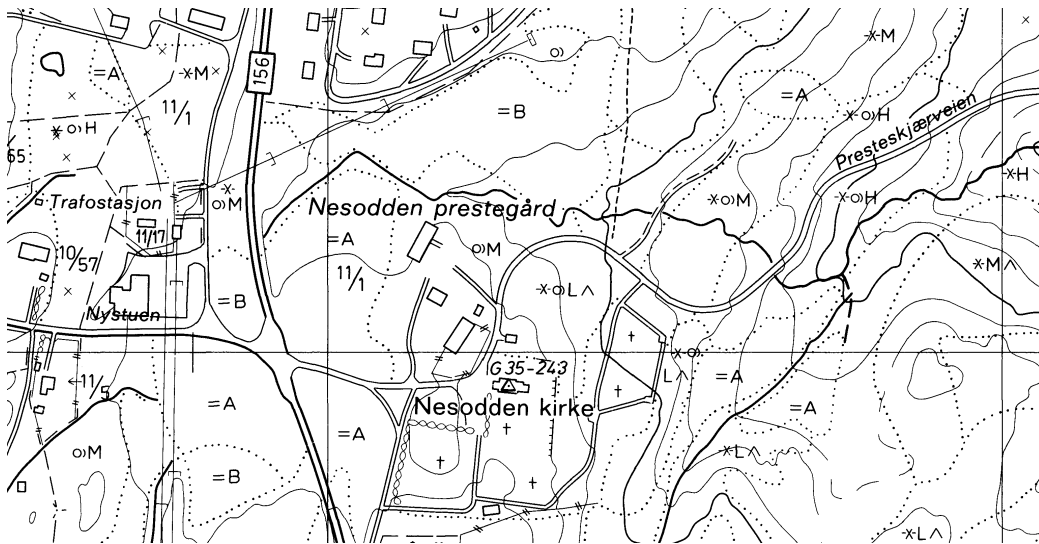 =A
M
156
M
=A
11/1
H
=B
H
Presteskjærveien
65
H
Trafostasjon
M
Nesodden prestegård
M
H
11/17
=A
10/57
11/1
M
M
L
=B
Nystuen
G 35-243
L
=A
11/5
=A
=A
Nesodden kirke
=A
M
=B
L
L